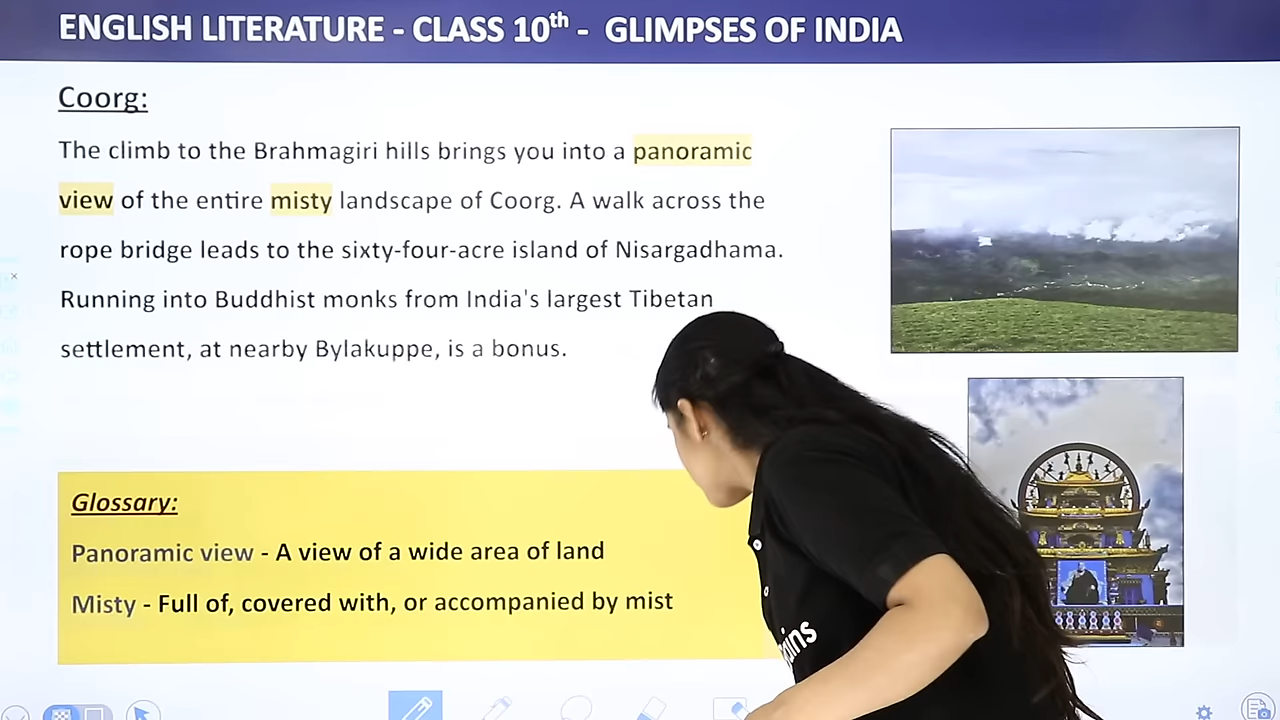 ENGLISH LITERATURE - CLASS 10th - GLIMPSES OF INDIA
Coorg:
The climb to the Brahmagiri hills brings you into a panoramic
view of the entire misty landscape of Coorg. A walk across the
rope bridge leads to the sixty-four-acre island of Nisargadhama.
Running into Buddhist monks from India's largest Tibetan
settlement, at nearby Bylakuppe, is a bonus.
Glossary:
Panoramic view - A view of a wide area of land
Misty - Full of, covered with, or accompanied by mist